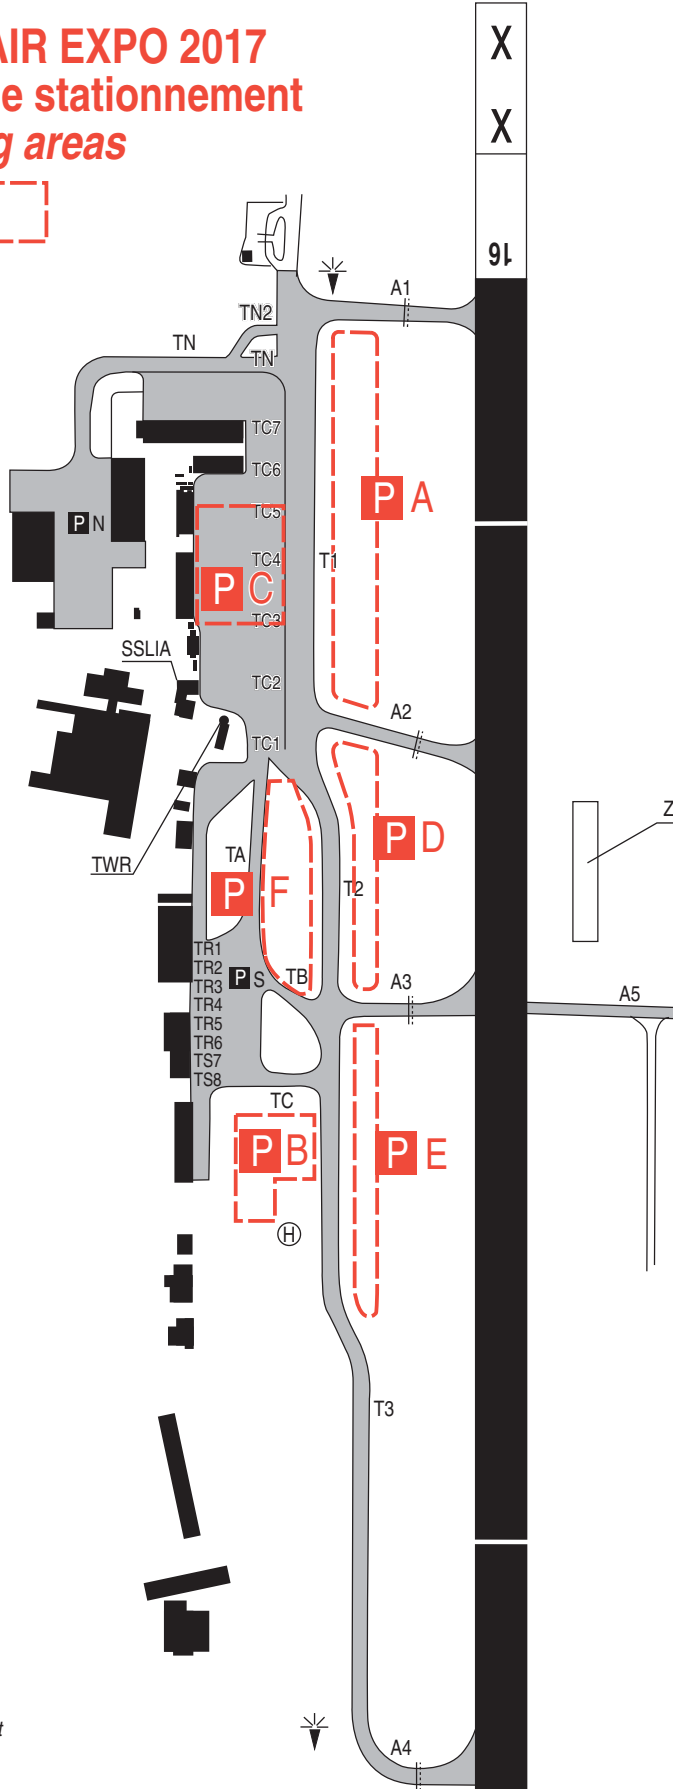 AIR EXPO 2017
e stationnement
g areas
X
X
16
A1
TN2
TN
TN
TC7
TC6
TC5
P A
P N
TC4
T1
P C
TC3
SSLIA
TC2
A2
TC1
Z
P D
TA
TWR
P F
T2
TR1
TR2
P S
TB
TR3
A3
A5
TR4
TR5
TR6
TS7
TS8
TC
P B
P E
H
T3
t
A4